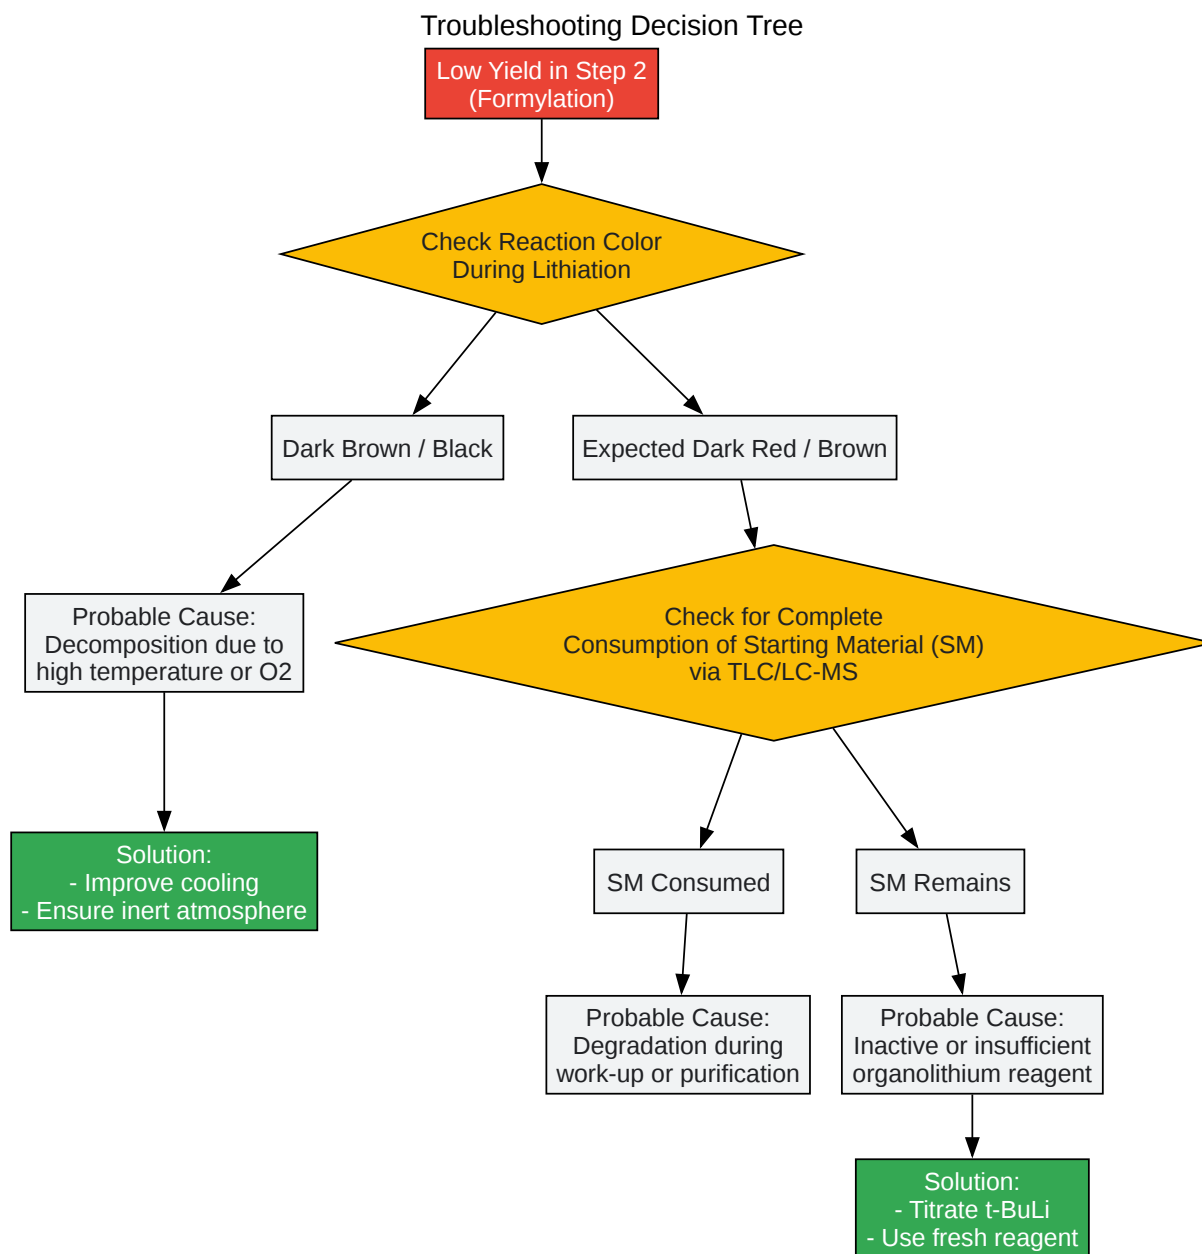 Troubleshooting Decision Tree
Low Yield in Step 2
(Formylation)
Check Reaction Color
During Lithiation
Dark Brown / Black
Expected Dark Red / Brown
Probable Cause:
Decomposition due to
high temperature or O2
Check for Complete
Consumption of Starting Material (SM)
via TLC/LC-MS
Solution:
- Improve cooling
- Ensure inert atmosphere
SM Consumed
SM Remains
Probable Cause:
Degradation during
work-up or purification
Probable Cause:
Inactive or insufficient
organolithium reagent
Solution:
- Titrate t-BuLi
- Use fresh reagent